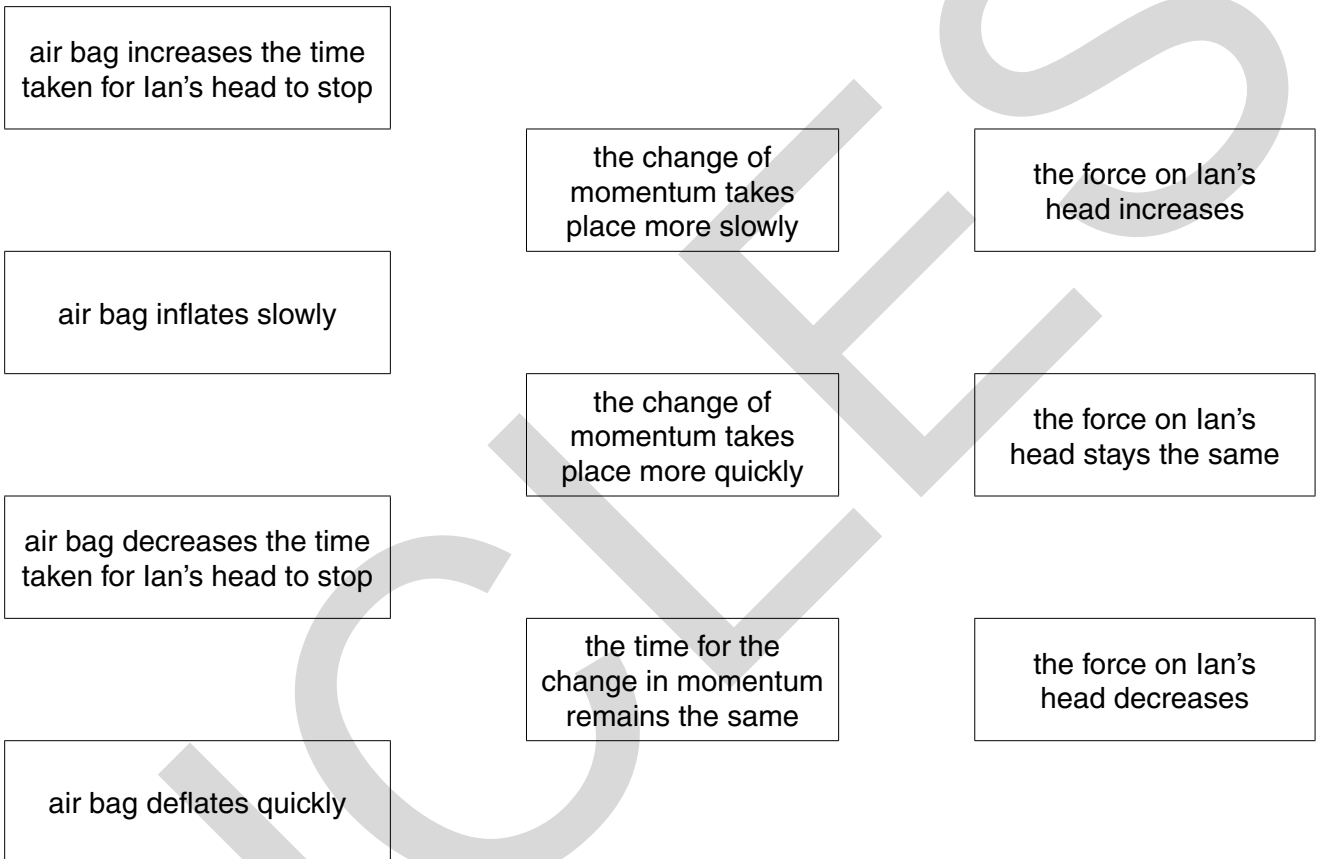 air bag increases the time
taken for Ian's head to stop
the change of
momentum takes
place more slowly
the force on Ian's
head increases
air bag inflates slowly
the change of
momentum takes
place more quickly
the force on Ian's
head stays the same
air bag decreases the time
taken for Ian's head to stop
the time for the
change in momentum
remains the same
the force on Ian's
head decreases
air bag deflates quickly